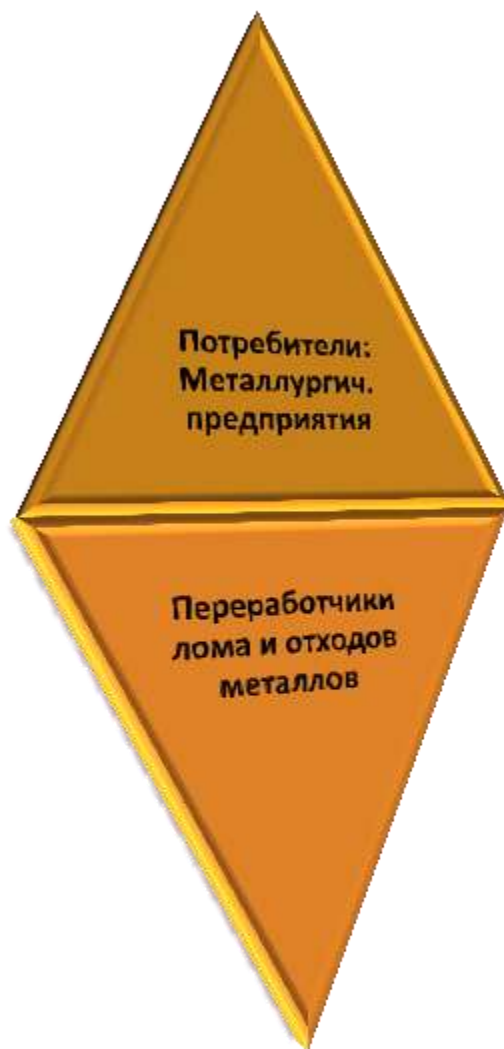 Потребители:
Металлургич.
предприятия
Переработчики
лома и отходов
металлов